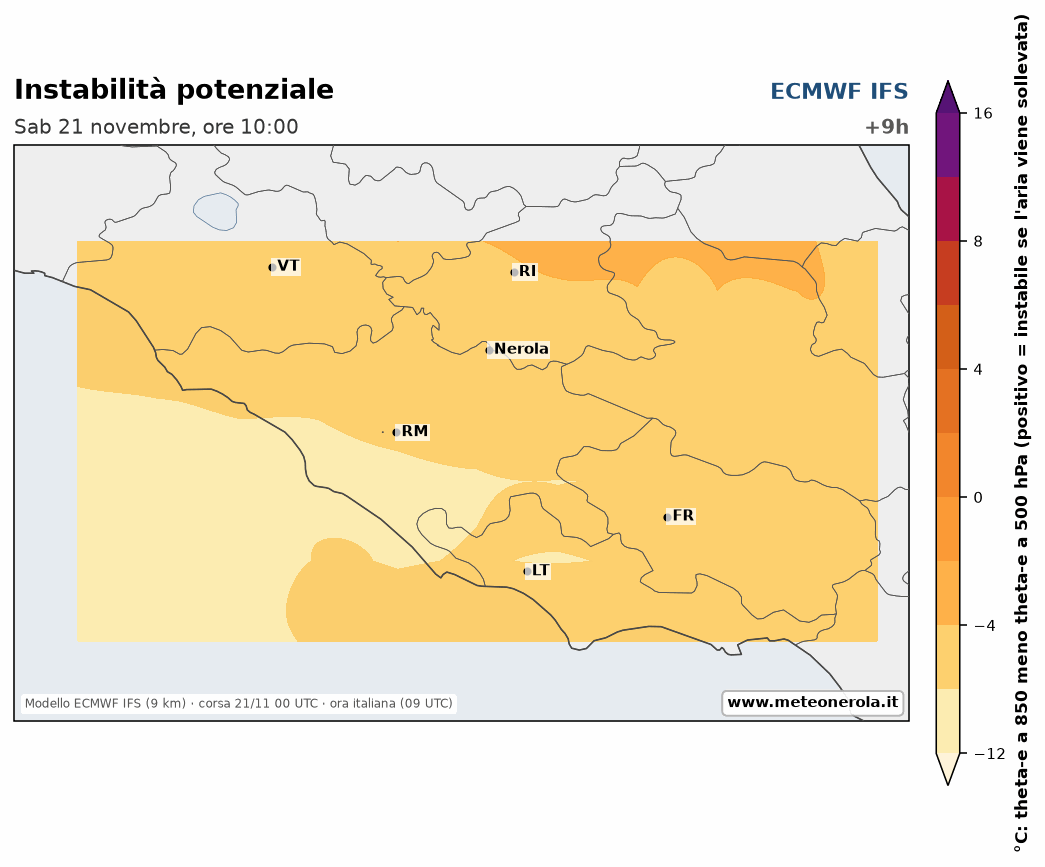 Instabilità potenziale
ECMWF IFS
Sab 21 novembre, ore 10:00
+9h
VT
RI
Nerola
RM
FR
LT
Modello ECMWF IFS (9 km) · corsa 21/11 00 UTC · ora italiana (09 UTC)
www.meteonerola.it
16
8
4
0
−4
−12
°C: theta-e a 850 meno theta-e a 500 hPa (positivo = instabile se l'aria viene sollevata)